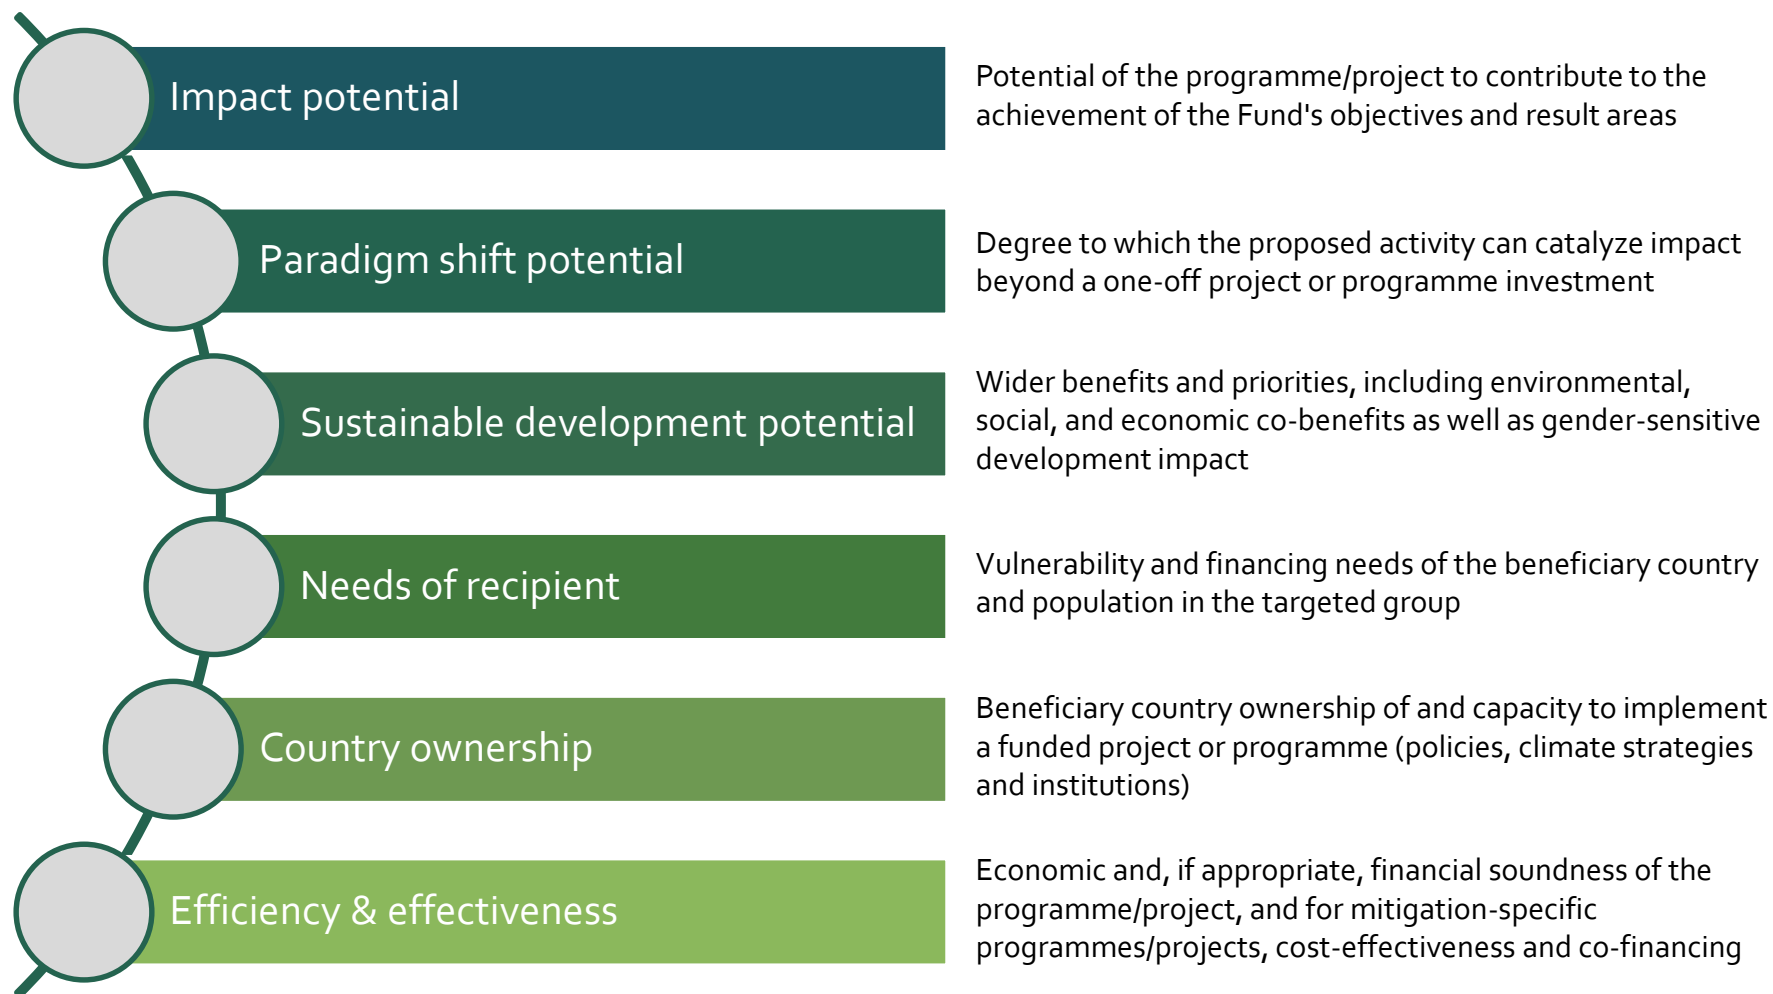 Impact potential
Potential of the programme/project to contribute to the
achievement of the Fund's objectives and result areas
Paradigm shift potential
Degree to which the proposed activity can catalyze impact
beyond a one-off project or programme investment
Sustainable development potential
Wider benefits and priorities, including environmental,
social, and economic co-benefits as well as gender-sensitive
development impact
Needs of recipient
Vulnerability and financing needs of the beneficiary country
and population in the targeted group
Country ownership
Beneficiary country ownership of and capacity to implement
a funded project or programme (policies, climate strategies
and institutions)
Efficiency & effectiveness
Economic and, if appropriate, financial soundness of the
programme/project, and for mitigation-specific
programmes/projects, cost-effectiveness and co-financing